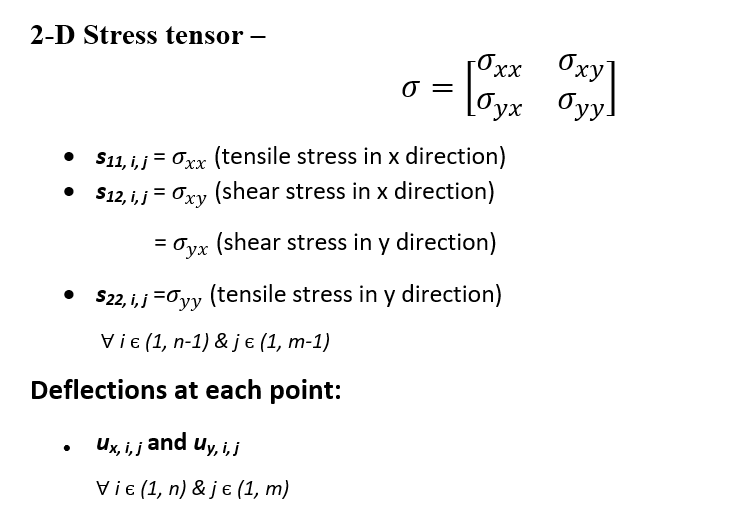 2-D Stress tensor –
σ = [σxx σxy
σyx σyy]
• s11, i, j = σxx (tensile stress in x direction)
• s12, i, j = σxy (shear stress in x direction)
= σyx (shear stress in y direction)
• s22, i, j =σyy (tensile stress in y direction)
∀ i ϵ (1, n-1) & j ϵ (1, m-1)
Deflections at each point:
• ux, i, j and uy, i, j
∀ i ϵ (1, n) & j ϵ (1, m)